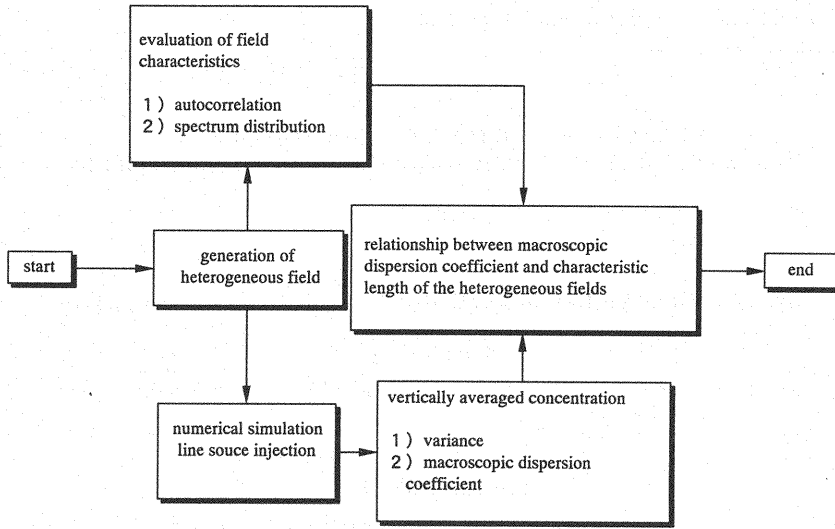 evaluation of field
characteristics
1 ) autocorrelation
2 ) spectrum distribution
start
generation of
heterogeneous field
relationship between macroscopic
dispersion coefficient and characteristic
length of the heterogeneous fields
end
numerical simulation
line souce injection
vertically averaged concentration
1 ) variance
2 ) macroscopic dispersion
coefficient